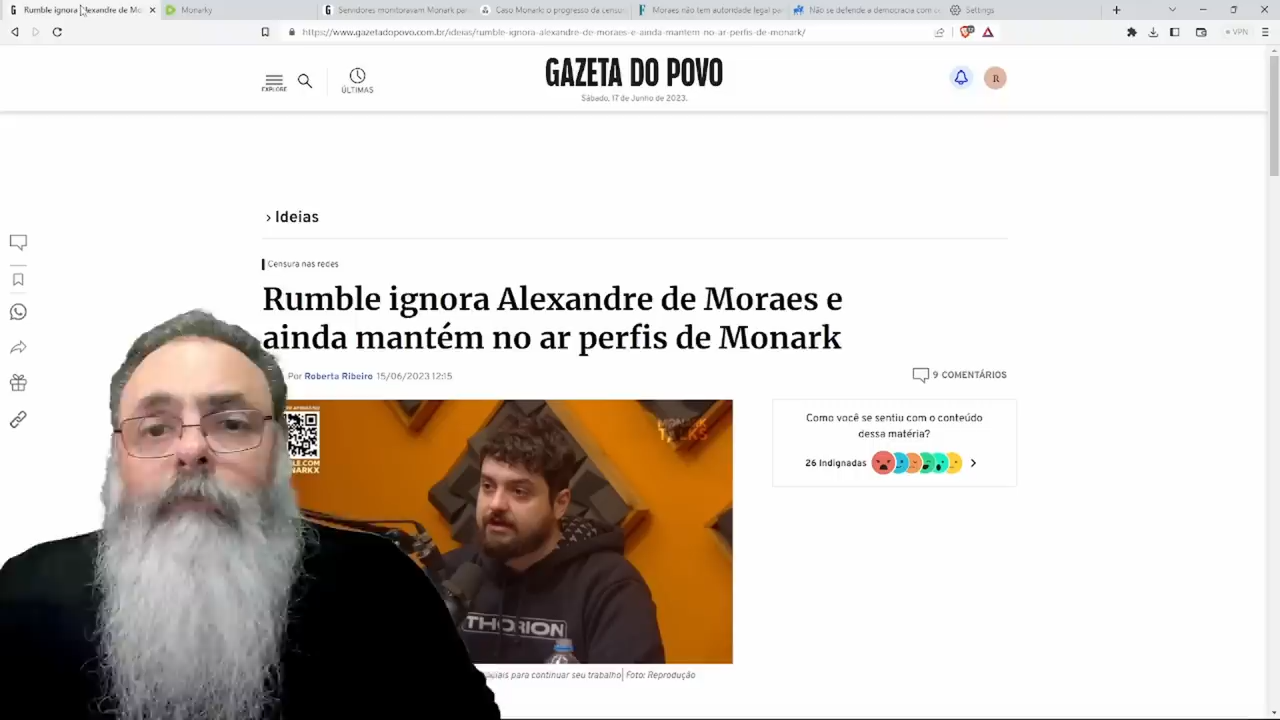 Rumble ignora Alexandre de Mo
Monarky
Servidores monitoravam Monark pa
Caso Monark: o progresso da censu
Moraes não tem autoridade legal pa
Não se defende a democracia com
Settings
https://www.gazetadopovo.com.br/ideias/rumble-ignora-alexandre-de-moraes-e-ainda-mantem-no-ar-perfis-de-monark/
VPN
EXPLORE
ÚLTIMAS
GAZETA DO POVO
Sábado, 17 de Junho de 2023.
R
› Ideias
Censura nas redes
Rumble ignora Alexandre de Moraes e
ainda mantém no ar perfis de Monark
Por Roberta Ribeiro 15/06/2023 12:15
9 COMENTÁRIOS
MONARK
TALKS
Como você se sentiu com o conteúdo
dessa matéria?
26 Indignadas
THORION
para continuar seu trabalho| Foto: Reprodução